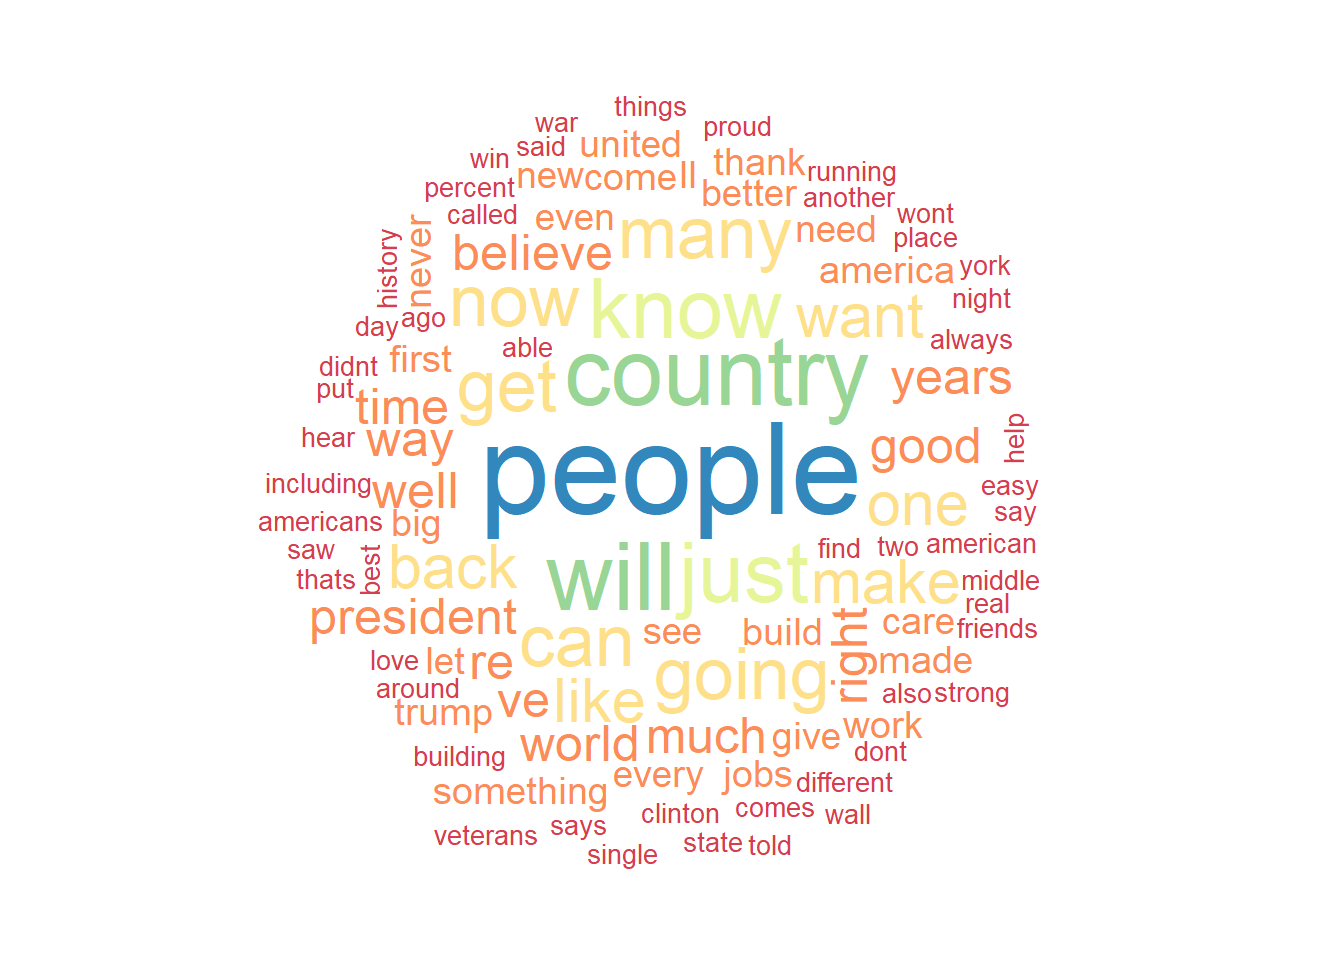 things
war
proud
said
united
win
thank
running
new
come
ll
percent
better
another
called
even
many
need
wont
place
never
believe
history
america
york
now
know
want
night
day
ago
able
always
didnt
first
get
country
years
put
time
hear
way
people
good
help
including
well
one
easy
say
americans
big
saw
best
back
find
two
american
thats
will
just
make
middle
real
president
can
see
build
right
care
friends
love
let
re
going
made
around
ve
like
also
strong
trump
world
much
give
work
building
dont
something
every
jobs
different
clinton
comes
wall
veterans
says
state
told
single